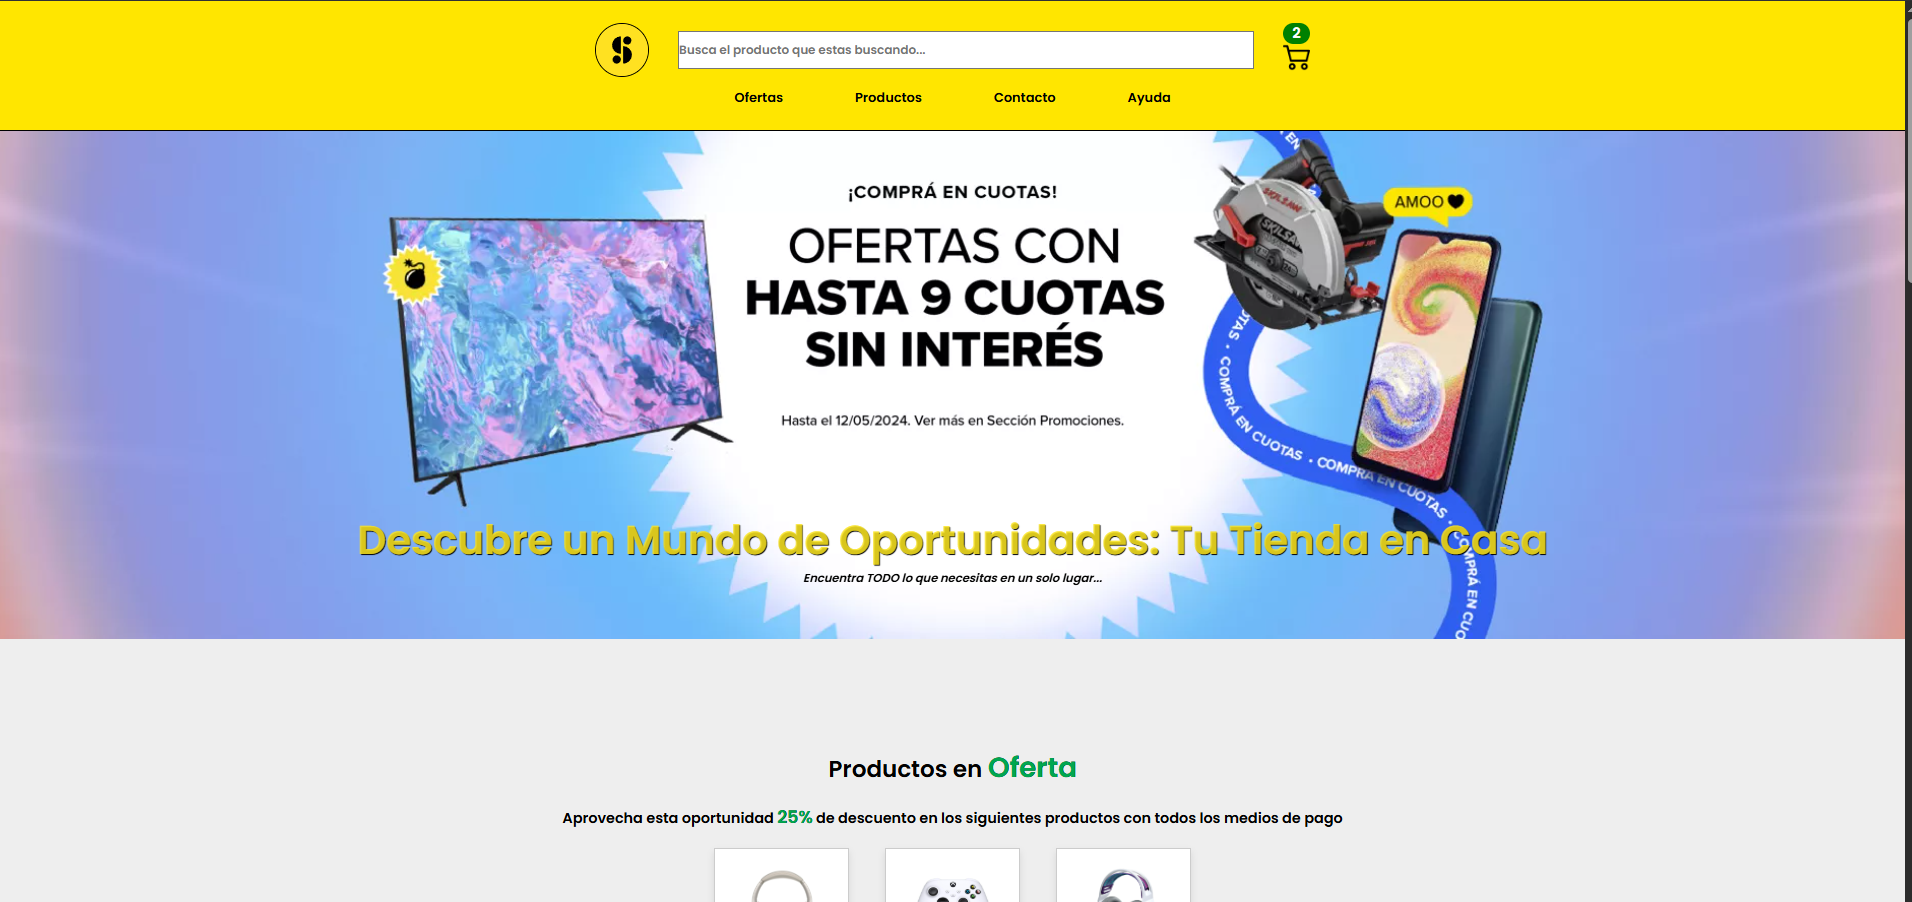 S
Busca el producto que estas buscando...
2
Ofertas Productos Contacto Ayuda
EN
¡COMPRÁ EN CUOTAS!
AMOO
OFERTAS CON
HASTA 9 CUOTAS
SIN INTERÉS
SKILSAW
TAS • COMPRÁ EN CUOTAS • COMPRÁ EN CUOTAS • COMPRÁ EN CUO
Hasta el 12/05/2024. Ver más en Sección Promociones.
Descubre un Mundo de Oportunidades: Tu Tienda en Casa
Encuentra TODO lo que necesitas en un solo lugar...
Productos en Oferta
Aprovecha esta oportunidad 25% de descuento en los siguientes productos con todos los medios de pago